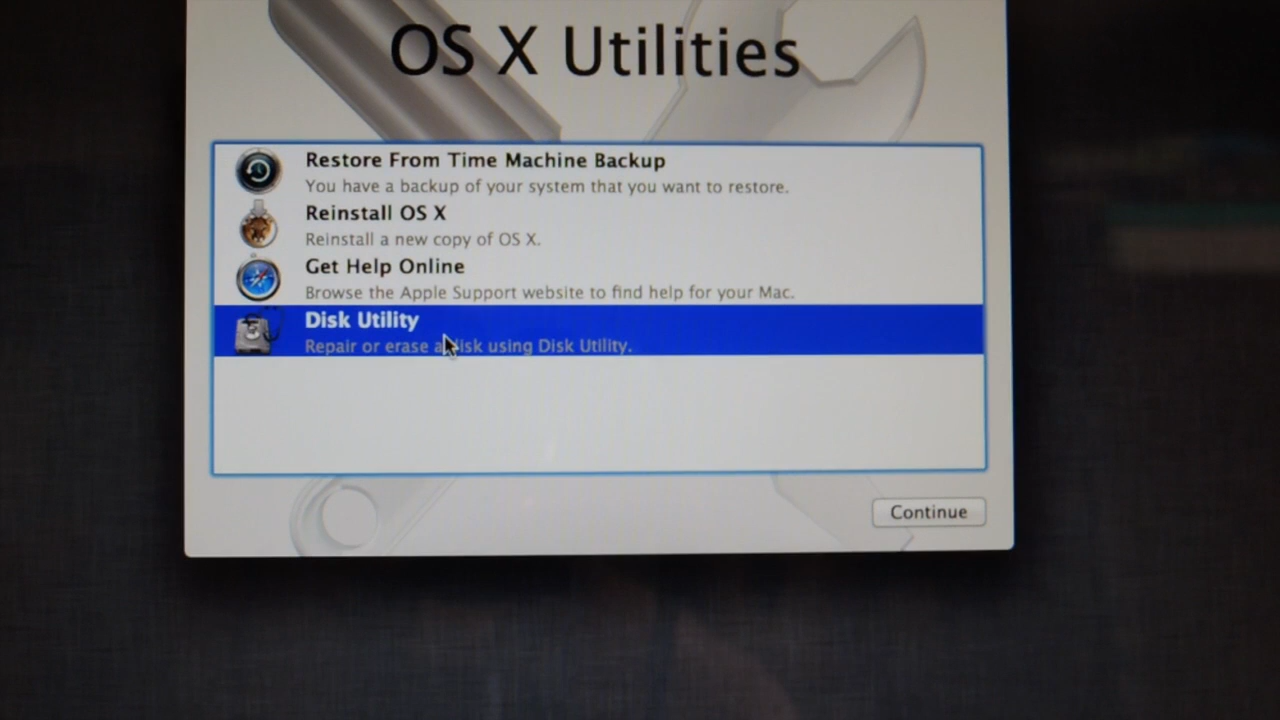 OS X Utilities
Restore From Time Machine Backup
You have a backup of your system that you want to restore.
Reinstall OS X
Reinstall a new copy of OS X.
Get Help Online
Browse the Apple Support website to find help for your Mac.
Disk Utility
Repair or erase a disk using Disk Utility.
Continue